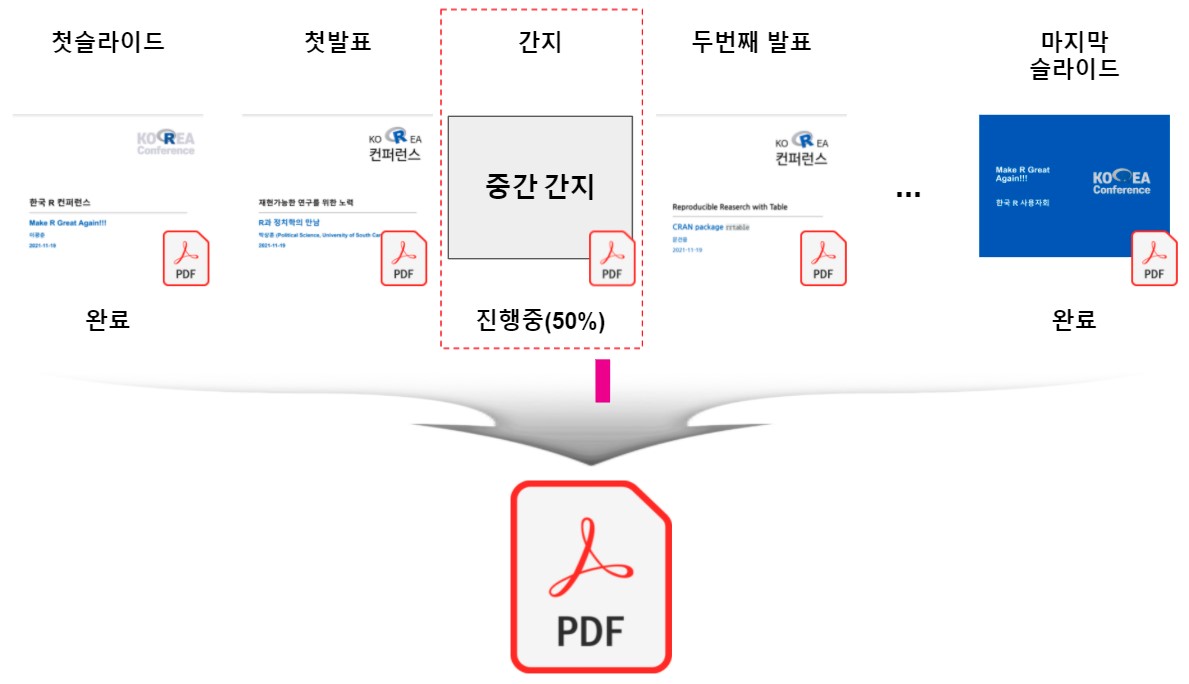 첫슬라이드
첫발표
간지
두번째 발표
마지막
슬라이드
KOREA
Conference
한국 R 컨퍼런스
Make R Great Again!!!
이광춘
2021-11-19
PDF
완료
KO R EA
컨퍼런스
재현가능한 연구를 위한 노력
R과 정치학의 만남
박상훈 (Political Science, University of South Car
2021-11-19
PDF
중간 간지
PDF
진행중(50%)
KO R EA
컨퍼런스
Reproducible Reaserch with Table
CRAN package rrtable
문건웅
2021-11-19
PDF
...
Make R Great
Again!!!
한국 R 사용자회
KOREA
Conference
PDF
완료
PDF